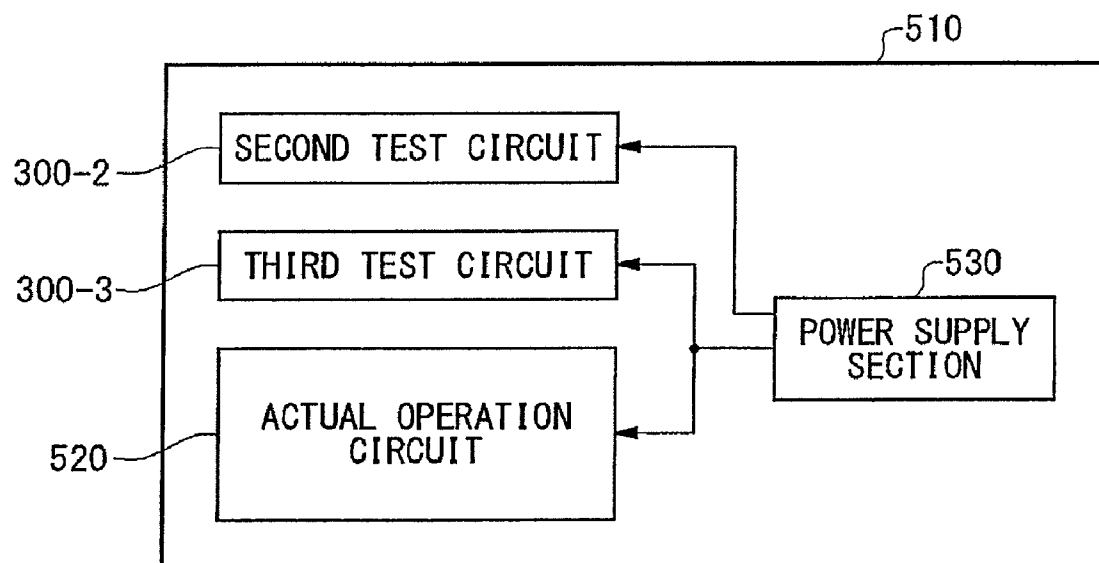 510
SECOND TEST CIRCUIT
300-2
THIRD TEST CIRCUIT
300-3
530
POWER SUPPLY
SECTION
ACTUAL OPERATION
CIRCUIT
520